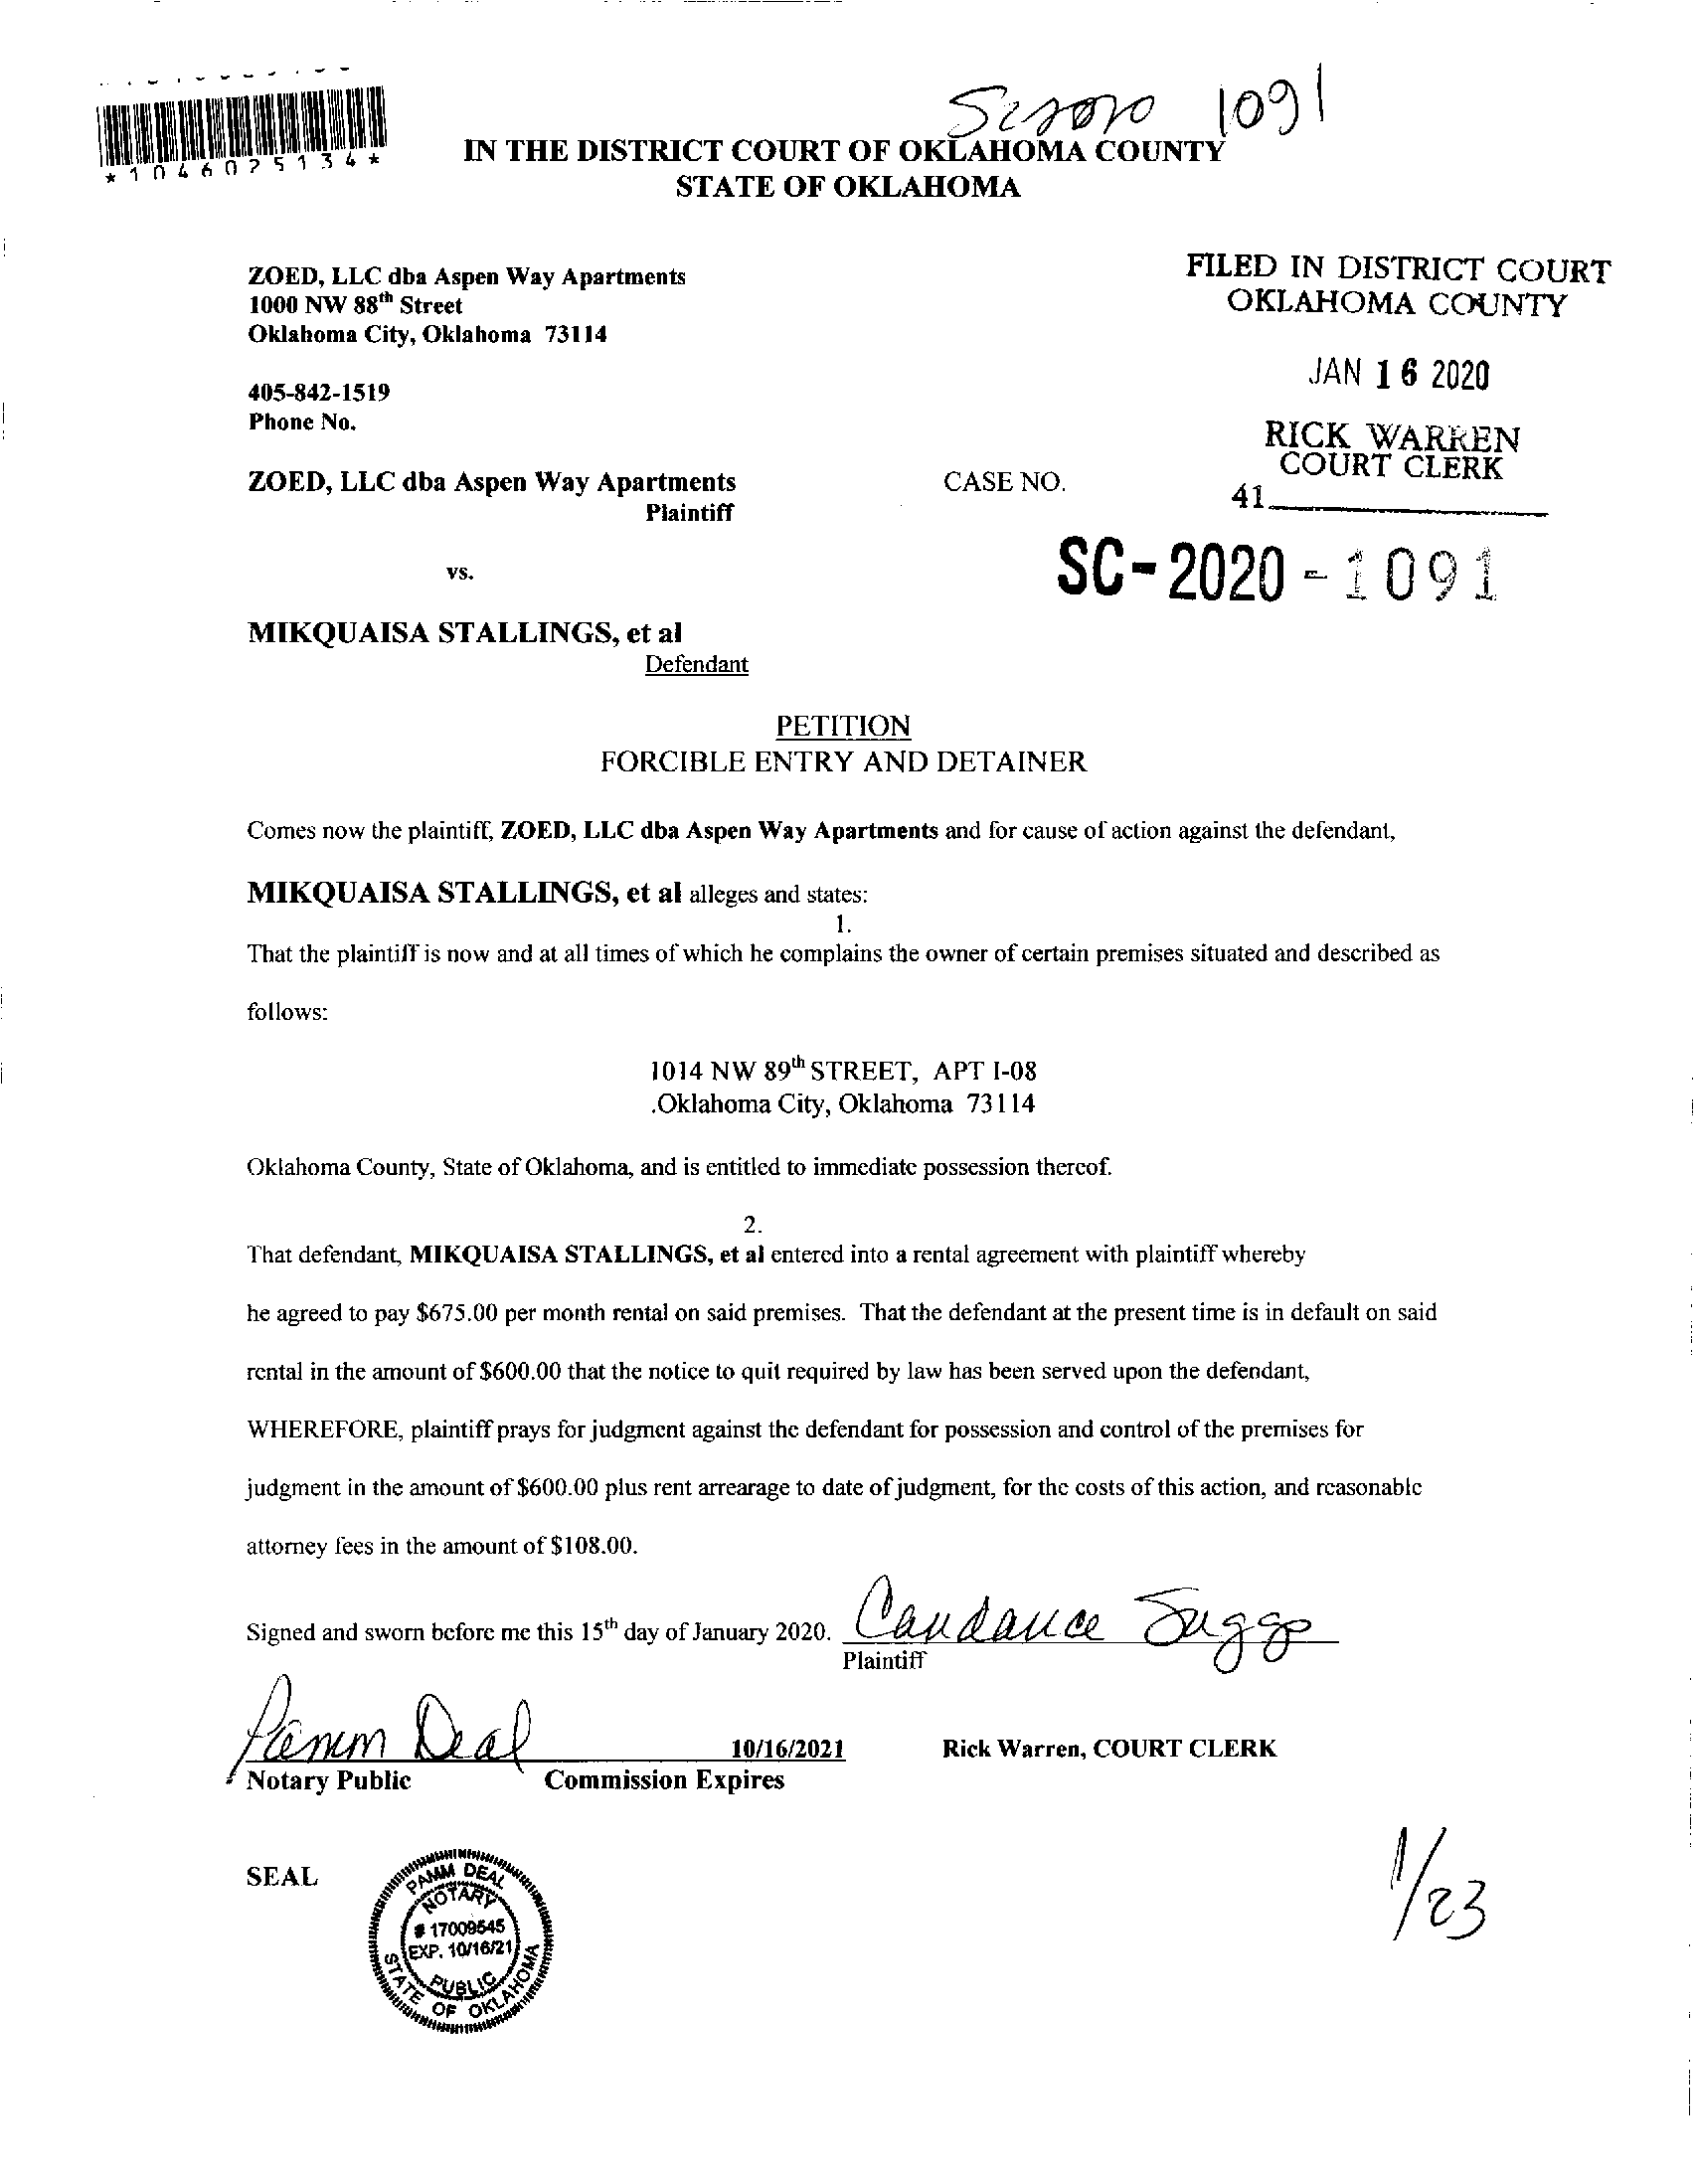 1091
*1046025134*
IN THE DISTRICT COURT OF OKLAHOMA COUNTY
STATE OF OKLAHOMA
ZOED, LLC dba Aspen Way Apartments
1000 NW 88th Street
Oklahoma City, Oklahoma 73114
FILED IN DISTRICT COURT
OKLAHOMA COUNTY
JAN 16 2020
RICK WARREN
COURT CLERK
41
405-842-1519
Phone No.
ZOED, LLC dba Aspen Way Apartments
Plaintiff
CASE NO.
SC-2020-1091
vs.
MIKQUAISA STALLINGS, et al
Defendant
PETITION
FORCIBLE ENTRY AND DETAINER
Comes now the plaintiff, ZOED, LLC dba Aspen Way Apartments and for cause of action against the defendant,
MIKQUAISA STALLINGS, et al alleges and states:
1.
That the plaintiff is now and at all times of which he complains the owner of certain premises situated and described as
follows:
1014 NW 89th STREET, APT I-08
.Oklahoma City, Oklahoma 73114
Oklahoma County, State of Oklahoma, and is entitled to immediate possession thereof.
2.
That defendant, MIKQUAISA STALLINGS, et al entered into a rental agreement with plaintiff whereby
he agreed to pay $675.00 per month rental on said premises. That the defendant at the present time is in default on said
rental in the amount of $600.00 that the notice to quit required by law has been served upon the defendant,
WHEREFORE, plaintiff prays for judgment against the defendant for possession and control of the premises for
judgment in the amount of $600.00 plus rent arrearage to date of judgment, for the costs of this action, and reasonable
attorney fees in the amount of $108.00.
Signed and sworn before me this 15th day of January 2020. Candance Suggs
Plaintiff
Pamm Deal 10/16/2021 Rick Warren, COURT CLERK
Notary Public Commission Expires
SEAL
PAMM DEAL
NOTARY
# 17009545
EXP. 10/16/21
PUBLIC
STATE OF OKLAHOMA
1/23